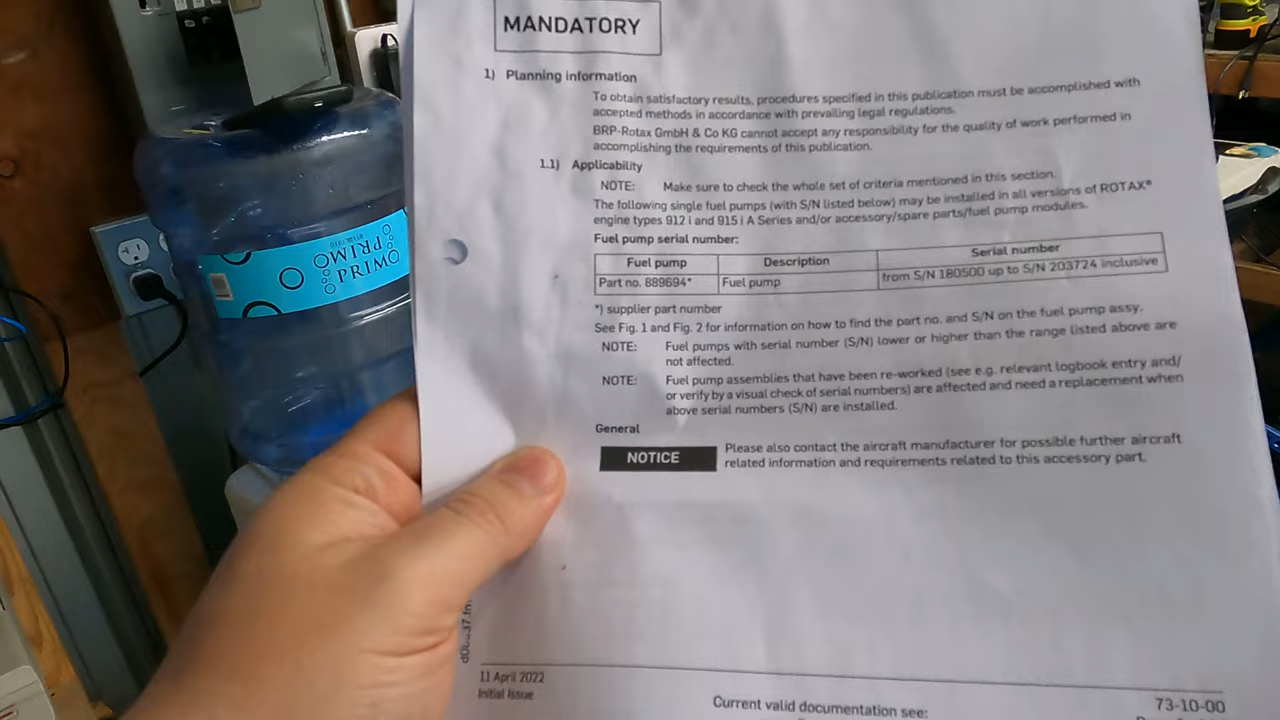 MANDATORY
1) Planning information
To obtain satisfactory results, procedures specified in this publication must be accomplished with
accepted methods in accordance with prevailing legal regulations.
BRP-Rotax GmbH & Co KG cannot accept any responsibility for the quality of work performed in
accomplishing the requirements of this publication.
1.1) Applicability
NOTE: Make sure to check the whole set of criteria mentioned in this section.
The following single fuel pumps (with S/N listed below) may be installed in all versions of ROTAX®
engine types 912 i and 915 i A Series and/or accessory/spare parts/fuel pump modules.
Fuel pump serial number:
Fuel pump Description Serial number
Part no. 889694* Fuel pump from S/N 180500 up to S/N 203724 inclusive
*) supplier part number
See Fig. 1 and Fig. 2 for information on how to find the part no. and S/N on the fuel pump assy.
NOTE: Fuel pumps with serial number (S/N) lower or higher than the range listed above are
not affected.
NOTE: Fuel pump assemblies that have been re-worked (see e.g. relevant logbook entry and/
or verify by a visual check of serial numbers) are affected and need a replacement when
above serial numbers (S/N) are installed.
General
NOTICE Please also contact the aircraft manufacturer for possible further aircraft
related information and requirements related to this accessory part.
11 April 2022
Initial Issue
Current valid documentation see:
73-10-00
PRIMO
PRIMO